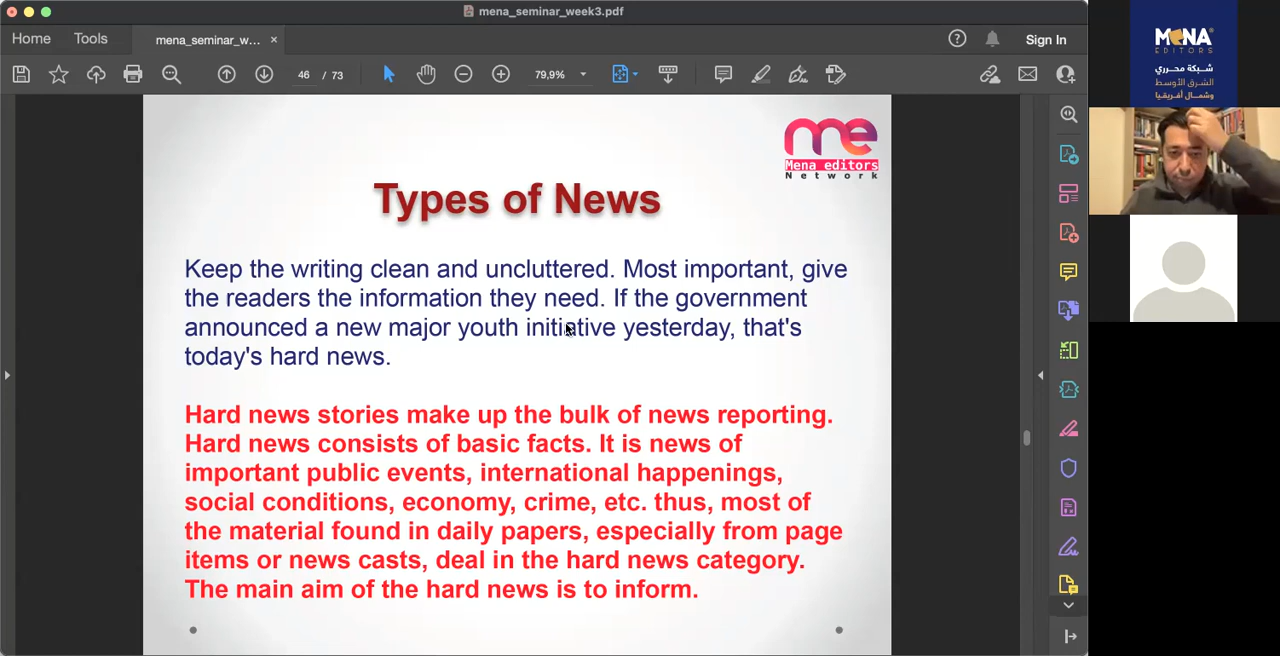 mena_seminar_week3.pdf
Home
Tools
mena_seminar_w... ×
Sign In
46 / 73
79,9%
me
Mena editors
Network
Types of News
Keep the writing clean and uncluttered. Most important, give
the readers the information they need. If the government
announced a new major youth initiative yesterday, that's
today's hard news.
Hard news stories make up the bulk of news reporting.
Hard news consists of basic facts. It is news of
important public events, international happenings,
social conditions, economy, crime, etc. thus, most of
the material found in daily papers, especially from page
items or news casts, deal in the hard news category.
The main aim of the hard news is to inform.
MENA
EDITORS
شبكة محرري
الشرق الأوسط
وشمال أفريقيا